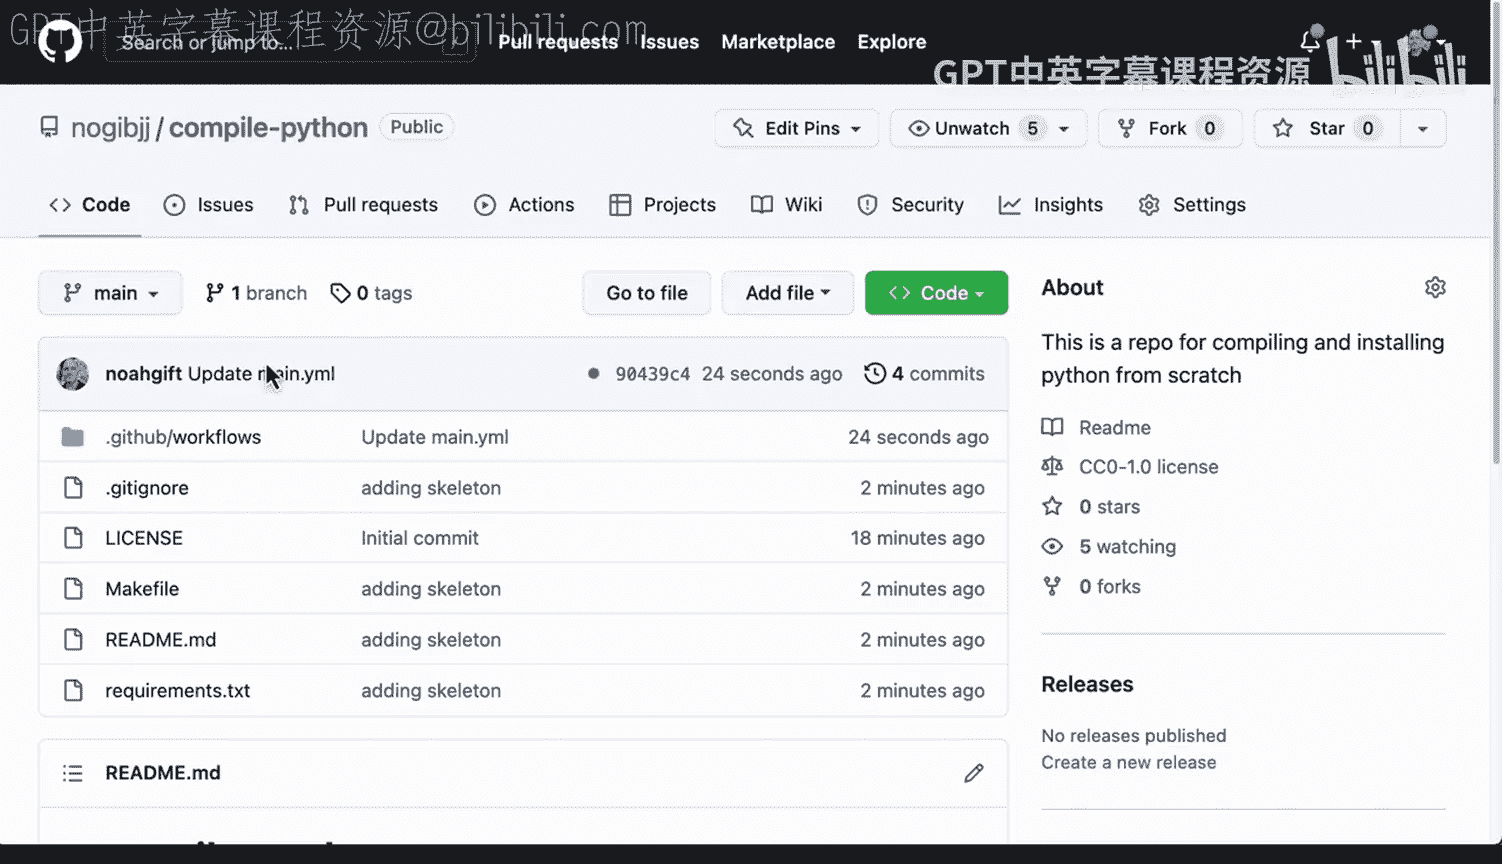 GPT中英字幕课程资源@bilibili.com
Search or jump to...
Pull requests Issues Marketplace Explore
GPT中英字幕课程资源 bilibili
nogibjj / compile-python Public
Edit Pins Unwatch 5 Fork 0 Star 0
Code Issues Pull requests Actions Projects Wiki Security Insights Settings
main 1 branch 0 tags Go to file Add file Code
noahgift Update main.yml 90439c4 24 seconds ago 4 commits
.github/workflows Update main.yml 24 seconds ago
.gitignore adding skeleton 2 minutes ago
LICENSE Initial commit 18 minutes ago
Makefile adding skeleton 2 minutes ago
README.md adding skeleton 2 minutes ago
requirements.txt adding skeleton 2 minutes ago
README.md
About
This is a repo for compiling and installing
python from scratch
Readme
CC0-1.0 license
0 stars
5 watching
0 forks
Releases
No releases published
Create a new release